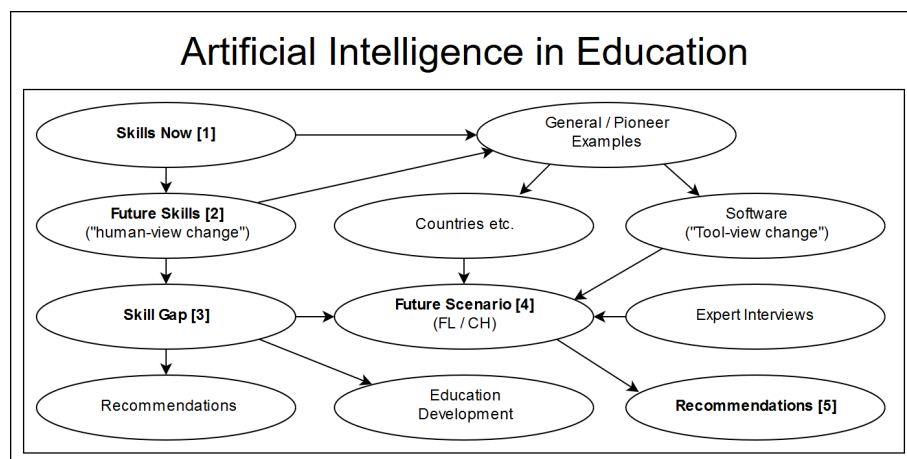 Artificial Intelligence in Education
Skills Now [1]
General / Pioneer
Examples
Future Skills [2]
("human-view change")
Countries etc.
Software
("Tool-view change")
Skill Gap [3]
Future Scenario [4]
(FL / CH)
Expert Interviews
Recommendations
Education
Development
Recommendations [5]